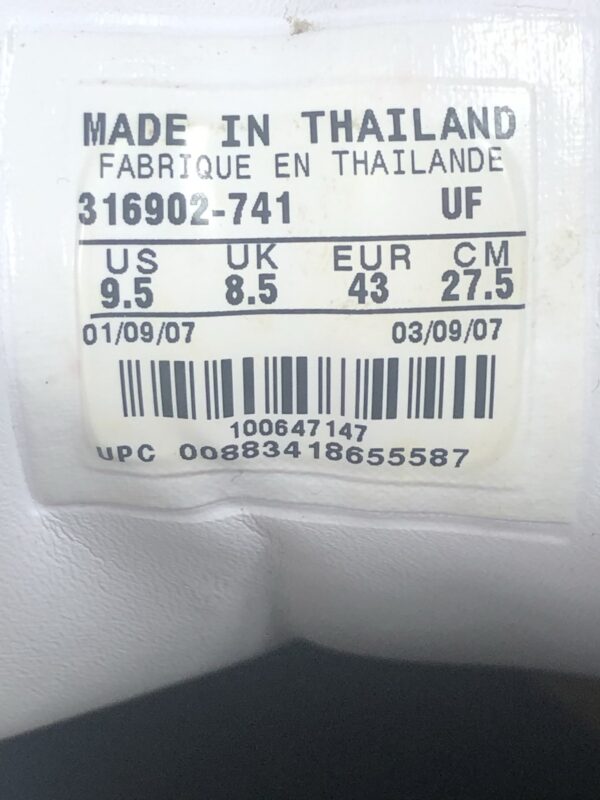 MADE IN THAILAND
FABRIQUE EN THAILANDE
316902-741 UF
US UK EUR CM
9.5 8.5 43 27.5
01/09/07 03/09/07
100647147
UPC 00883418655587